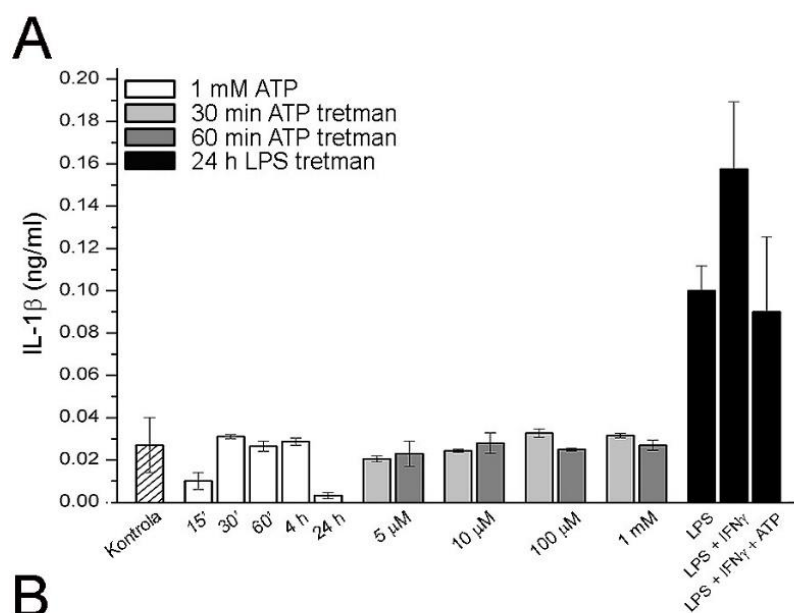 A
0.20
0.18
0.16
0.14
0.12
0.10
0.08
0.06
0.04
0.02
0.00
IL-1β (ng/ml)
1 mM ATP
30 min ATP tretman
60 min ATP tretman
24 h LPS tretman
Kontrola
15'
30'
60'
4 h
24 h
5 μM
10 μM
100 μM
1 mM
LPS
LPS + IFNγ
LPS + IFNγ + ATP
B